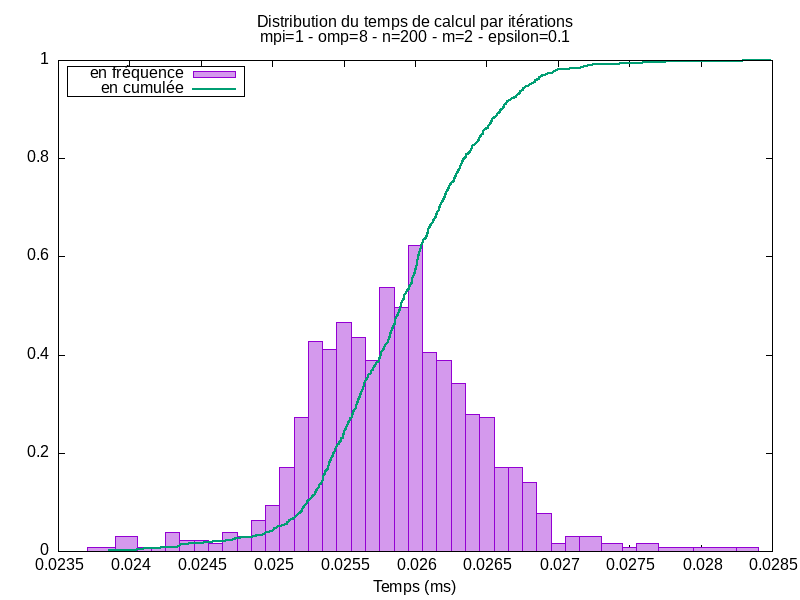 Distribution du temps de calcul par itérations
mpi=1 - omp=8 - n=200 - m=2 - epsilon=0.1
en fréquence
en cumulée
1
0.8
0.6
0.4
0.2
0
0.0235 0.024 0.0245 0.025 0.0255 0.026 0.0265 0.027 0.0275 0.028 0.0285
Temps (ms)